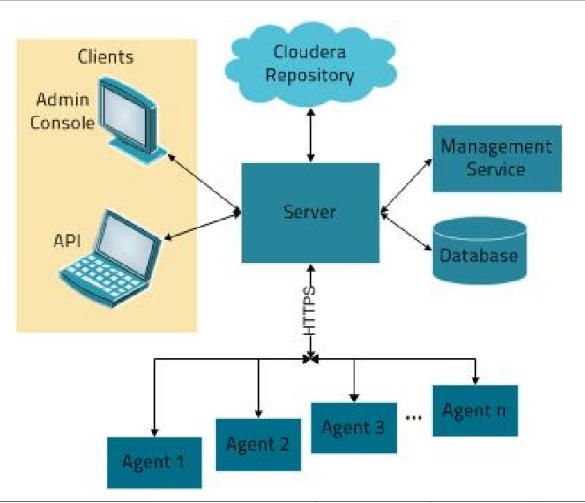 Clients
Admin
Console
API
Cloudera
Repository
Server
Management
Service
Database
HTTPS
Agent 1
Agent 2
Agent 3
...
Agent n